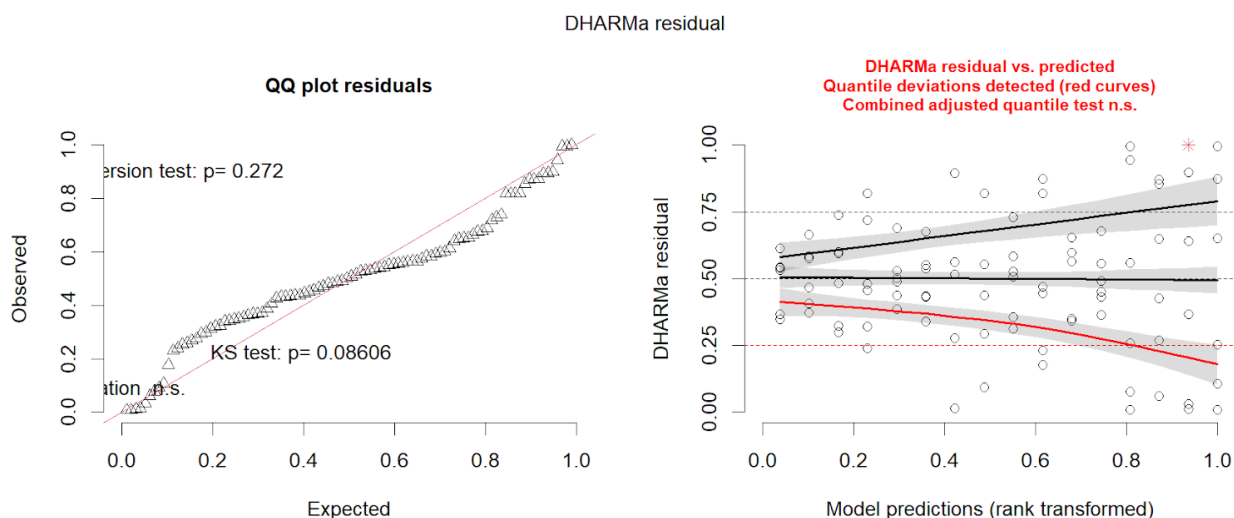 DHARMa residual
QQ plot residuals
ersion test: p= 0.272
KS test: p= 0.08606
ation n.s.
Observed
0.0 0.2 0.4 0.6 0.8 1.0
0.0 0.2 0.4 0.6 0.8 1.0
Expected
DHARMa residual vs. predicted
Quantile deviations detected (red curves)
Combined adjusted quantile test n.s.
DHARMa residual
0.00 0.25 0.50 0.75 1.00
0.0 0.2 0.4 0.6 0.8 1.0
Model predictions (rank transformed)